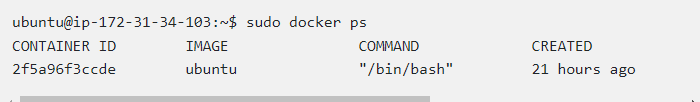 ubuntu@ip-172-31-34-103:~$ sudo docker ps
CONTAINER ID IMAGE COMMAND CREATED
2f5a96f3ccde ubuntu "/bin/bash" 21 hours ago